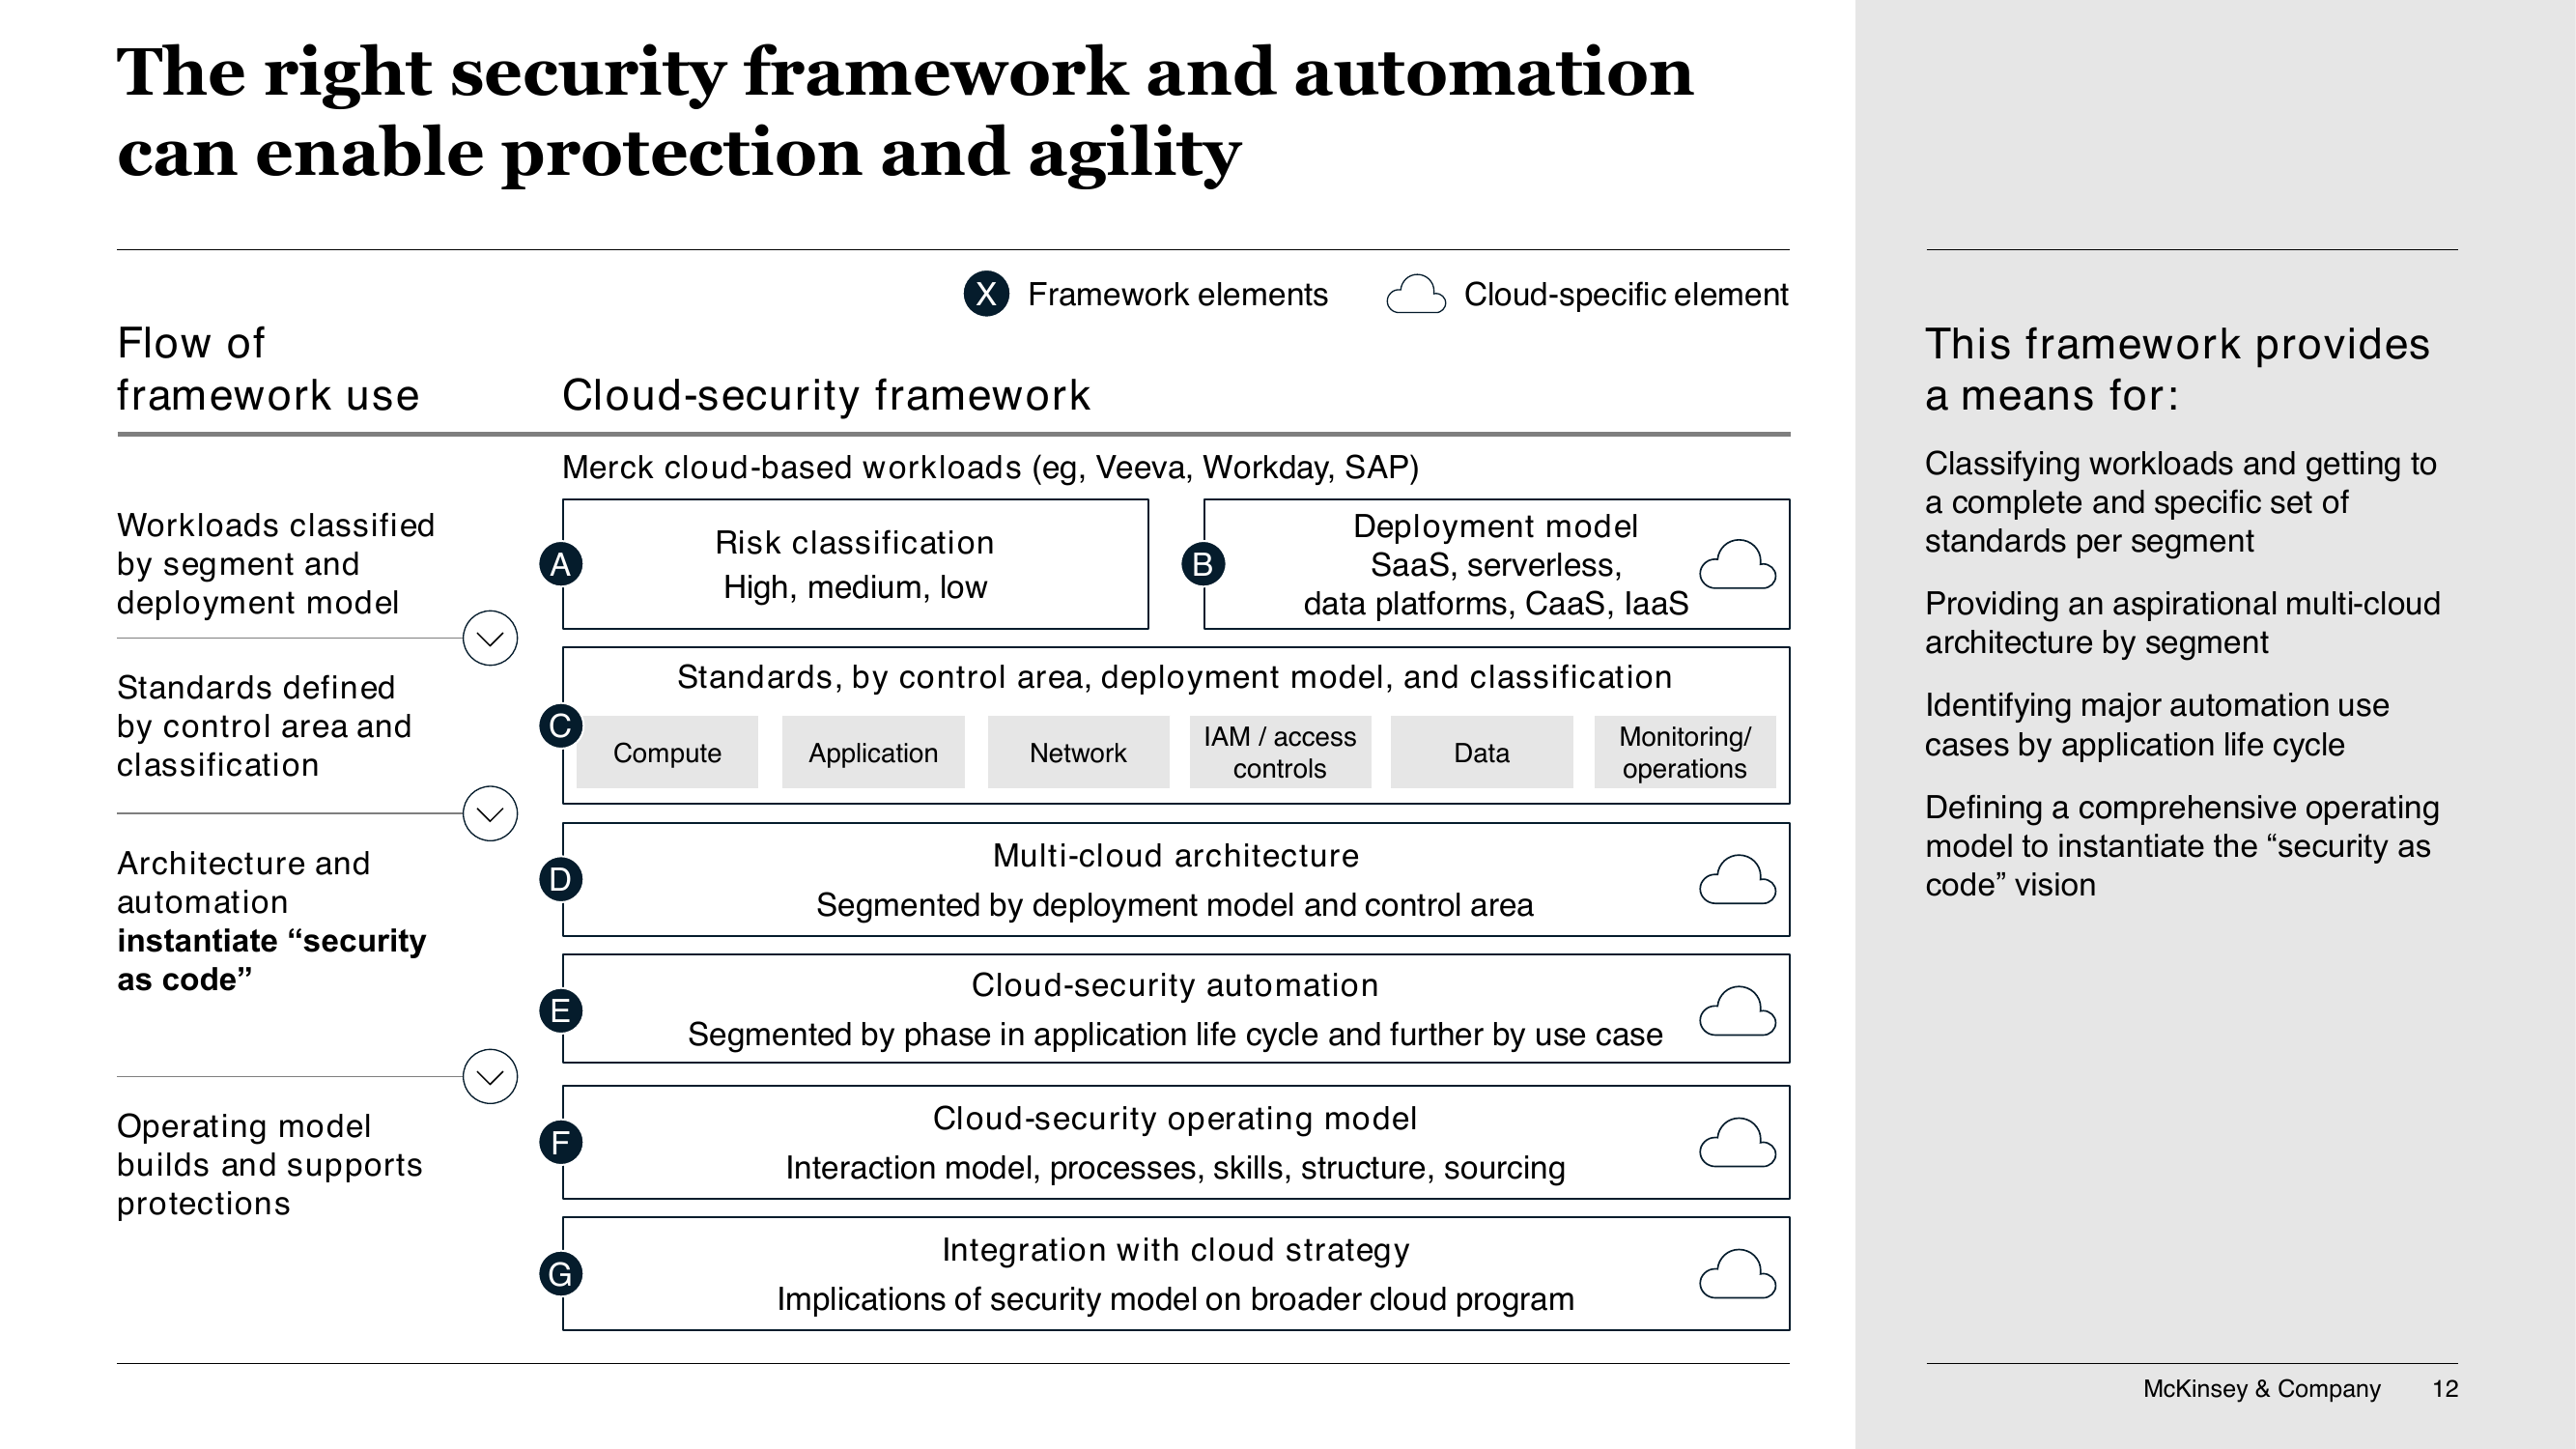 The right security framework and automation
can enable protection and agility
X Framework elements
Cloud-specific element
Flow of
framework use
Cloud-security framework
Merck cloud-based workloads (eg, Veeva, Workday, SAP)
Workloads classified
by segment and
deployment model
A
Risk classification
High, medium, low
B
Deployment model
SaaS, serverless,
data platforms, CaaS, IaaS
Standards defined
by control area and
classification
C
Standards, by control area, deployment model, and classification
Compute
Application
Network
IAM / access
controls
Data
Monitoring/
operations
Architecture and
automation
instantiate “security
as code”
D
Multi-cloud architecture
Segmented by deployment model and control area
E
Cloud-security automation
Segmented by phase in application life cycle and further by use case
Operating model
builds and supports
protections
F
Cloud-security operating model
Interaction model, processes, skills, structure, sourcing
G
Integration with cloud strategy
Implications of security model on broader cloud program
This framework provides
a means for:
Classifying workloads and getting to
a complete and specific set of
standards per segment
Providing an aspirational multi-cloud
architecture by segment
Identifying major automation use
cases by application life cycle
Defining a comprehensive operating
model to instantiate the “security as
code” vision
McKinsey & Company 12